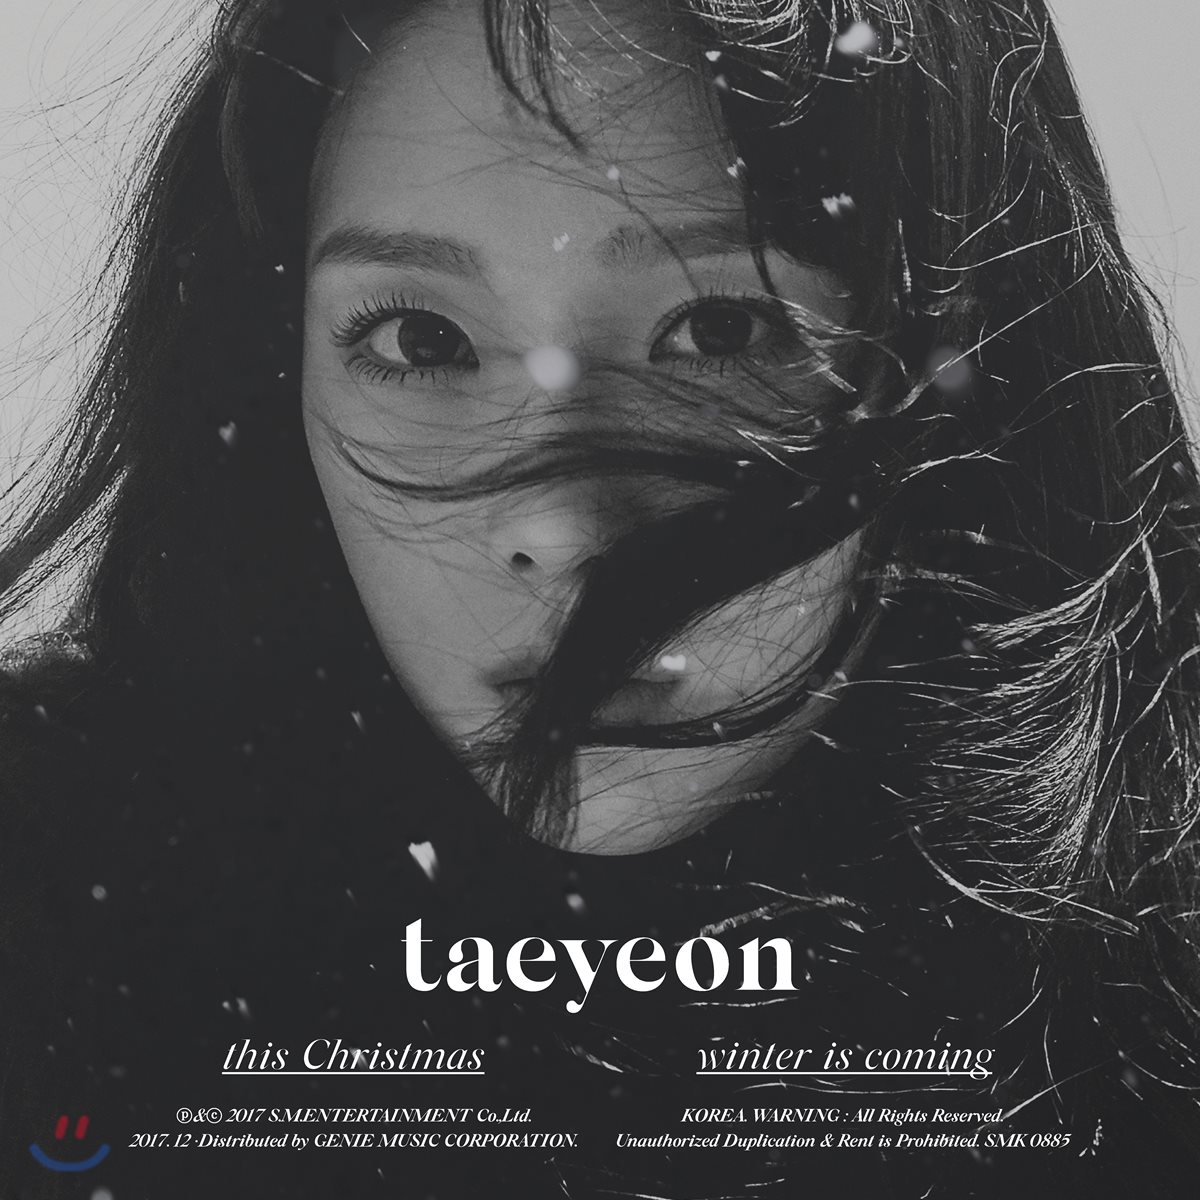 taeyeon
this Christmas
winter is coming
ⓟ&ⓒ 2017 S.M.ENTERTAINMENT Co.,Ltd.
2017. 12 ·Distributed by GENIE MUSIC CORPORATION.
KOREA. WARNING : All Rights Reserved.
Unauthorized Duplication & Rent is Prohibited. SMK 0885